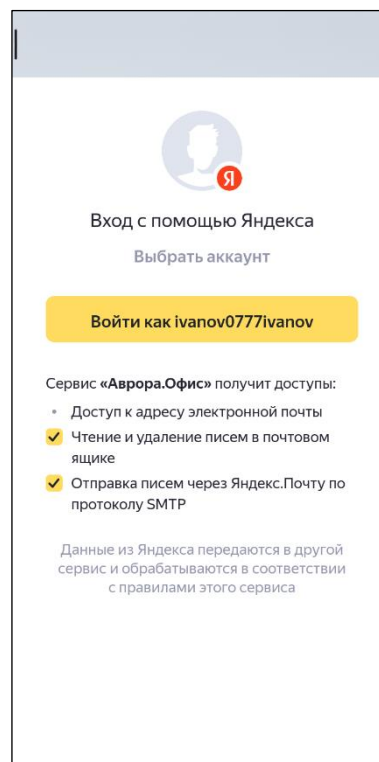 Я
Вход с помощью Яндекса
Выбрать аккаунт
Войти как ivanov0777ivanov
Сервис «Аврора.Офис» получит доступы:
• Доступ к адресу электронной почты
Чтение и удаление писем в почтовом
ящике
Отправка писем через Яндекс.Почту по
протоколу SMTP
Данные из Яндекса передаются в другой
сервис и обрабатываются в соответствии
с правилами этого сервиса